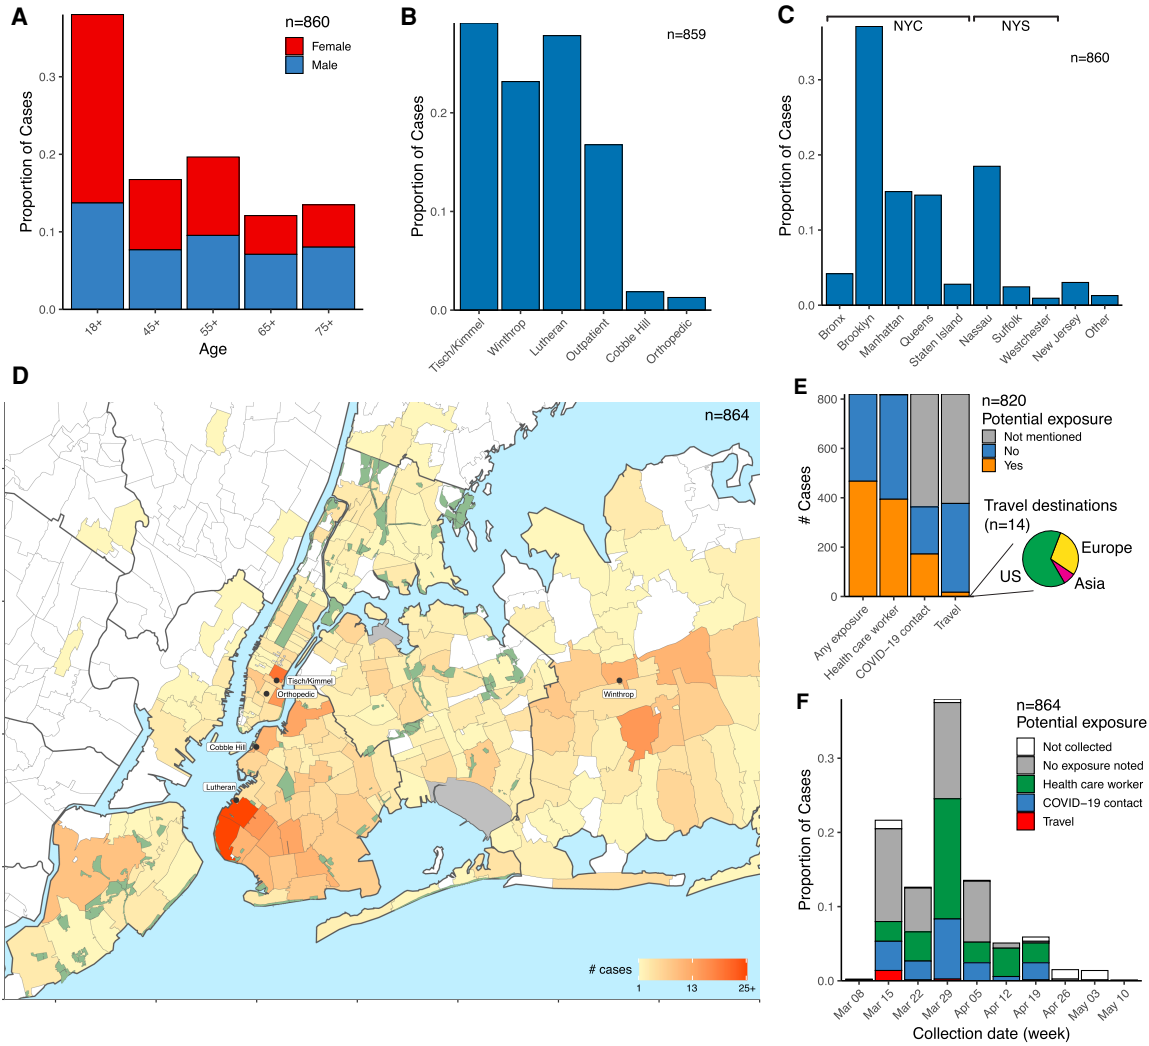 A
n=860
Female
Male
Proportion of Cases
0.3
0.2
0.1
0.0
18+
45+
55+
65+
75+
Age
B
n=859
Proportion of Cases
0.2
0.1
0.0
Tisch/Kimmel
Winthrop
Lutheran
Outpatient
Cobble Hill
Orthopedic
C
NYC
NYS
n=860
Proportion of Cases
0.3
0.2
0.1
0.0
Bronx
Brooklyn
Manhattan
Queens
Staten Island
Nassau
Suffolk
Westchester
New Jersey
Other
D
n=864
Tisch/Kimmel
Orthopedic
Winthrop
Cobble Hill
Lutheran
# cases
1
13
25+
E
n=820
Potential exposure
Not mentioned
No
Yes
# Cases
800
600
400
200
0
Any exposure
Health care worker
COVID−19 contact
Travel
Travel destinations
(n=14)
Europe
US
Asia
F
n=864
Potential exposure
Not collected
No exposure noted
Health care worker
COVID−19 contact
Travel
Proportion of Cases
0.3
0.2
0.1
0.0
Mar 08
Mar 15
Mar 22
Mar 29
Apr 05
Apr 12
Apr 19
Apr 26
May 03
May 10
Collection date (week)